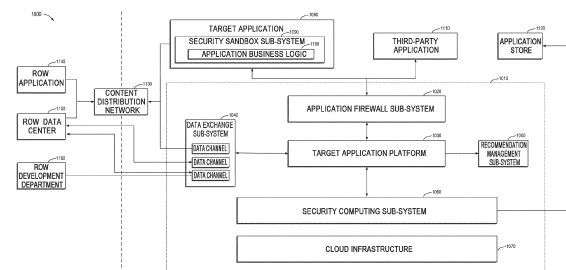 1000
1080
TARGET APPLICATION
1090
SECURITY SANDBOX SUB-SYSTEM
1100
APPLICATION BUSINESS LOGIC
1110
THIRD-PARTY
APPLICATION
1120
APPLICATION
STORE
1140
ROW
APPLICATION
1130
CONTENT
DISTRIBUTION
NETWORK
1150
ROW DATA
CENTER
1160
ROW
DEVELOPMENT
DEPARTMENT
1010
1020
APPLICATION FIREWALL SUB-SYSTEM
1040
DATA EXCHANGE
SUB-SYSTEM
DATA CHANNEL
DATA CHANNEL
DATA CHANNEL
1030
TARGET APPLICATION PLATFORM
RECOMMENDATION
MANAGEMENT
SUB-SYSTEM
1060
SECURITY COMPUTING SUB-SYSTEM
1070
CLOUD INFRASTRUCTURE